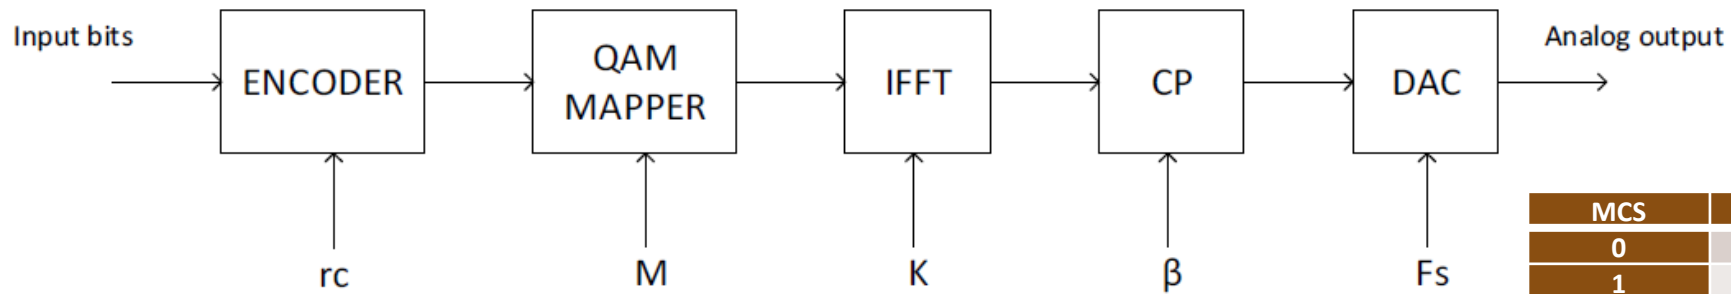 Input bits
Analog output
ENCODER
QAM
MAPPER
IFFT
CP
DAC
rc
M
K
β
Fs
MCS
0
1